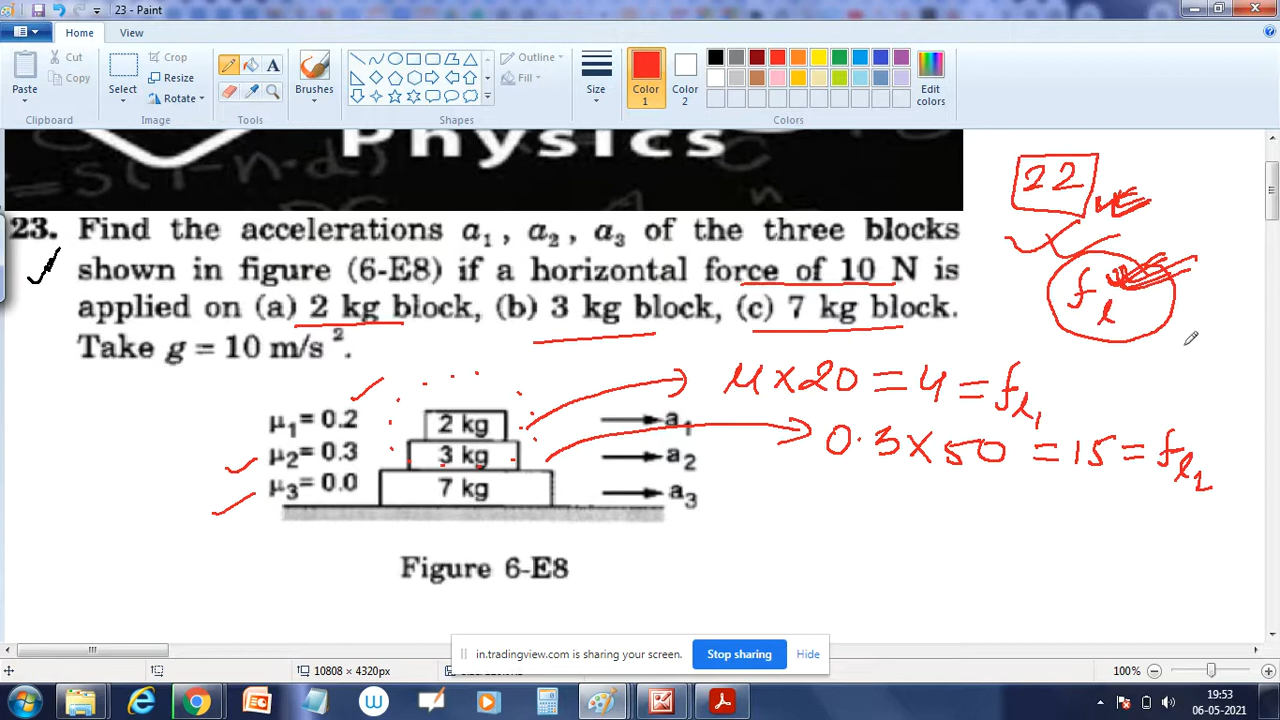 23 - Paint
Home View
Paste
Cut
Copy
Clipboard
Select
Crop
Resize
Rotate
Image
A
Tools
Brushes
Outline
Fill
Shapes
Size
Color 1
Color 2
Edit colors
Colors
Physics
22
f l
23. Find the accelerations a₁, a₂, a₃ of the three blocks
shown in figure (6-E8) if a horizontal force of 10 N is
applied on (a) 2 kg block, (b) 3 kg block, (c) 7 kg block.
Take g = 10 m/s².
μ × 20 = 4 = f l₁
0.3 × 50 = 15 = f l₂
μ₁= 0.2 2 kg a₁
μ₂= 0.3 3 kg a₂
μ₃= 0.0 7 kg a₃
Figure 6-E8
in.tradingview.com is sharing your screen. Stop sharing Hide
10808 × 4320px
100%
19:53
06-05-2021